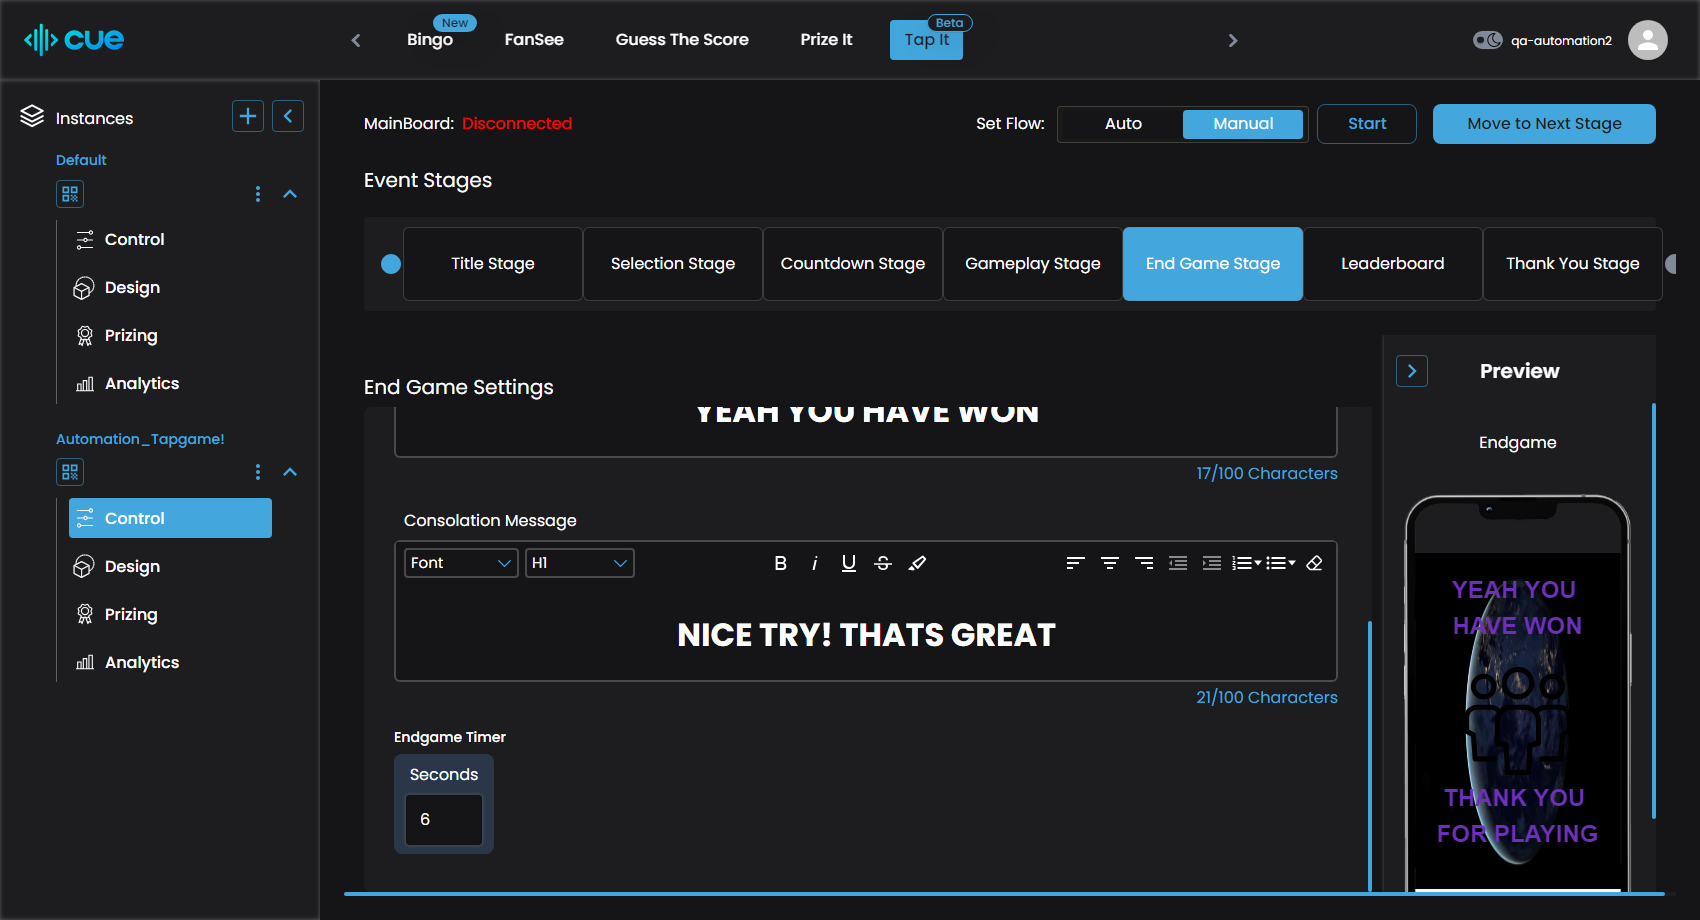 cue
New
Bingo
FanSee
Guess The Score
Prize It
Beta
Tap It
qa-automation2
Instances
Default
Control
Design
Prizing
Analytics
Automation_Tapgame!
Control
Design
Prizing
Analytics
MainBoard: Disconnected
Set Flow:
Auto
Manual
Start
Move to Next Stage
Event Stages
Title Stage
Selection Stage
Countdown Stage
Gameplay Stage
End Game Stage
Leaderboard
Thank You Stage
End Game Settings
YEAH YOU HAVE WON
17/100 Characters
Consolation Message
Font
H1
B
i
U
S
NICE TRY! THATS GREAT
21/100 Characters
Endgame Timer
Seconds
6
Preview
Endgame
YEAH YOU
HAVE WON
THANK YOU
FOR PLAYING